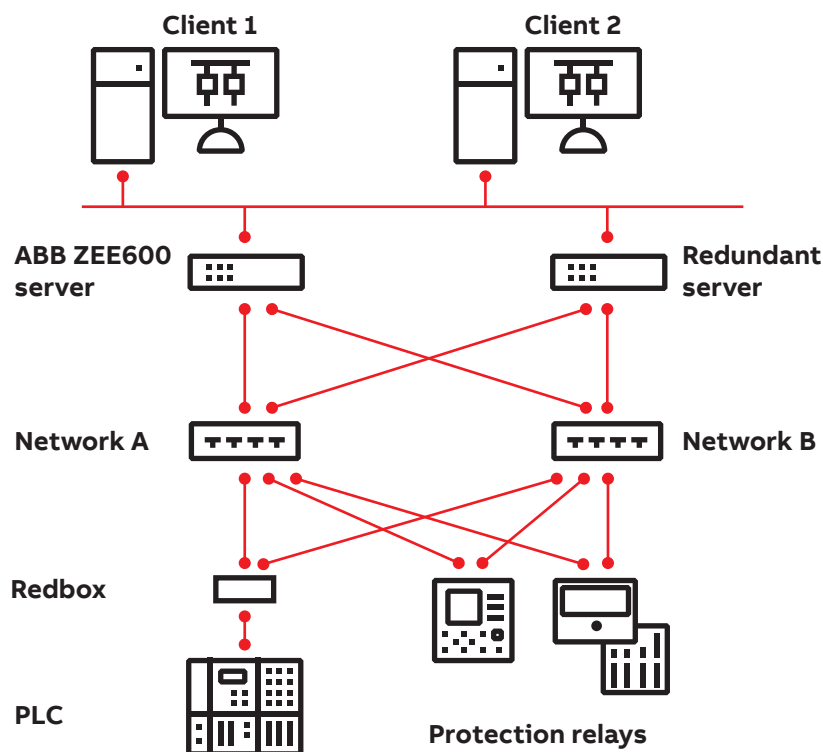 Client 1
Client 2
ABB ZEE600
server
Redundant
server
Network A
Network B
Redbox
PLC
Protection relays